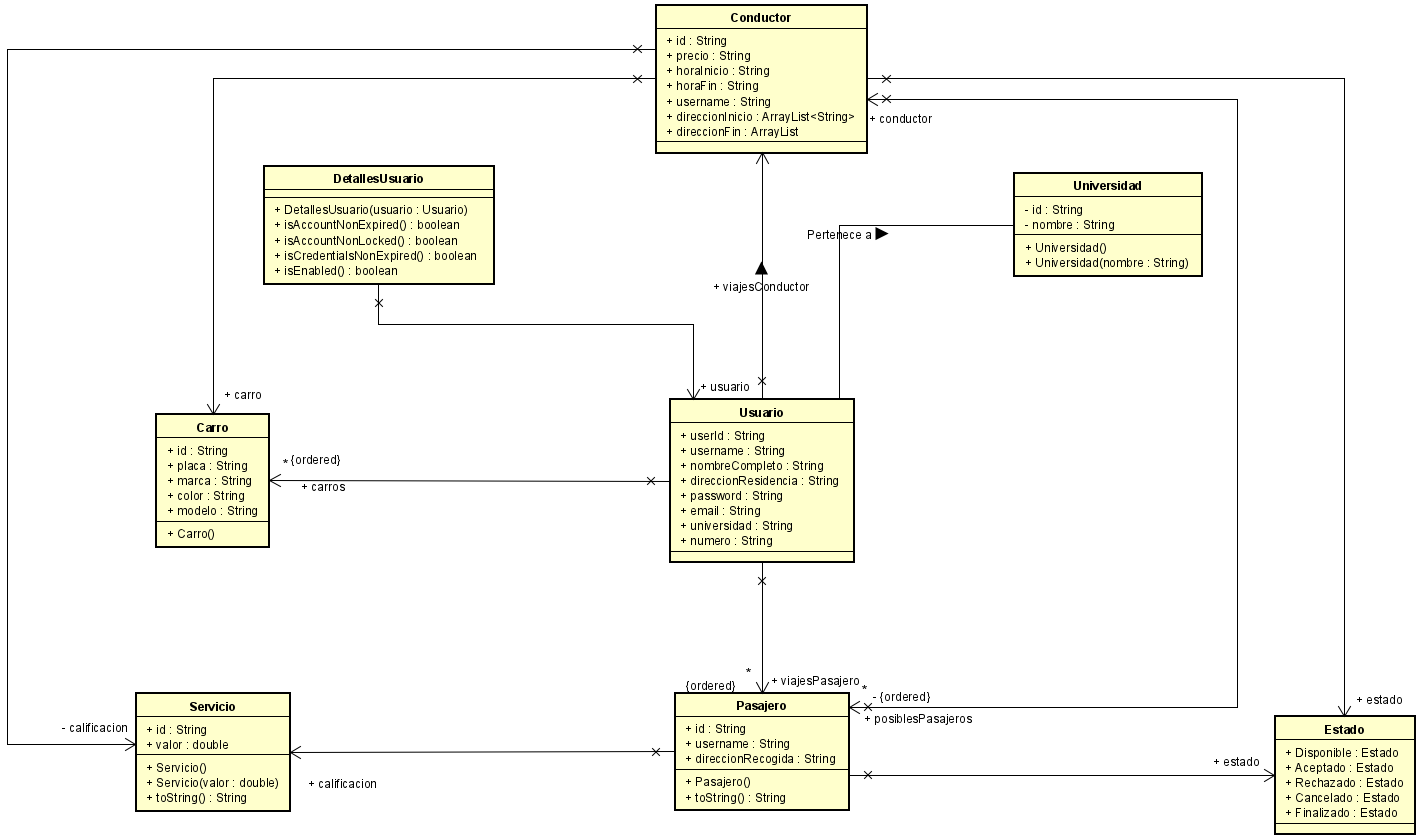 Conductor
+ id : String
+ precio : String
+ horaInicio : String
+ horaFin : String
+ username : String
+ direccionInicio : ArrayList<String>
+ direccionFin : ArrayList
+ conductor
DetallesUsuario
+ DetallesUsuario(usuario : Usuario)
+ isAccountNonExpired() : boolean
+ isAccountNonLocked() : boolean
+ isCredentialsNonExpired() : boolean
+ isEnabled() : boolean
Universidad
- id : String
- nombre : String
+ Universidad()
+ Universidad(nombre : String)
Pertenece a
+ viajesConductor
+ usuario
+ carro
Carro
+ id : String
+ placa : String
+ marca : String
+ color : String
+ modelo : String
+ Carro()
* {ordered}
+ carros
Usuario
+ userId : String
+ username : String
+ nombreCompleto : String
+ direccionResidencia : String
+ password : String
+ email : String
+ universidad : String
+ numero : String
*
{ordered}
+ viajesPasajero
*
- {ordered}
+ posiblesPasajeros
+ estado
- calificacion
Servicio
+ id : String
+ valor : double
+ Servicio()
+ Servicio(valor : double)
+ toString() : String
+ calificacion
Pasajero
+ id : String
+ username : String
+ direccionRecogida : String
+ Pasajero()
+ toString() : String
+ estado
Estado
+ Disponible : Estado
+ Aceptado : Estado
+ Rechazado : Estado
+ Cancelado : Estado
+ Finalizado : Estado